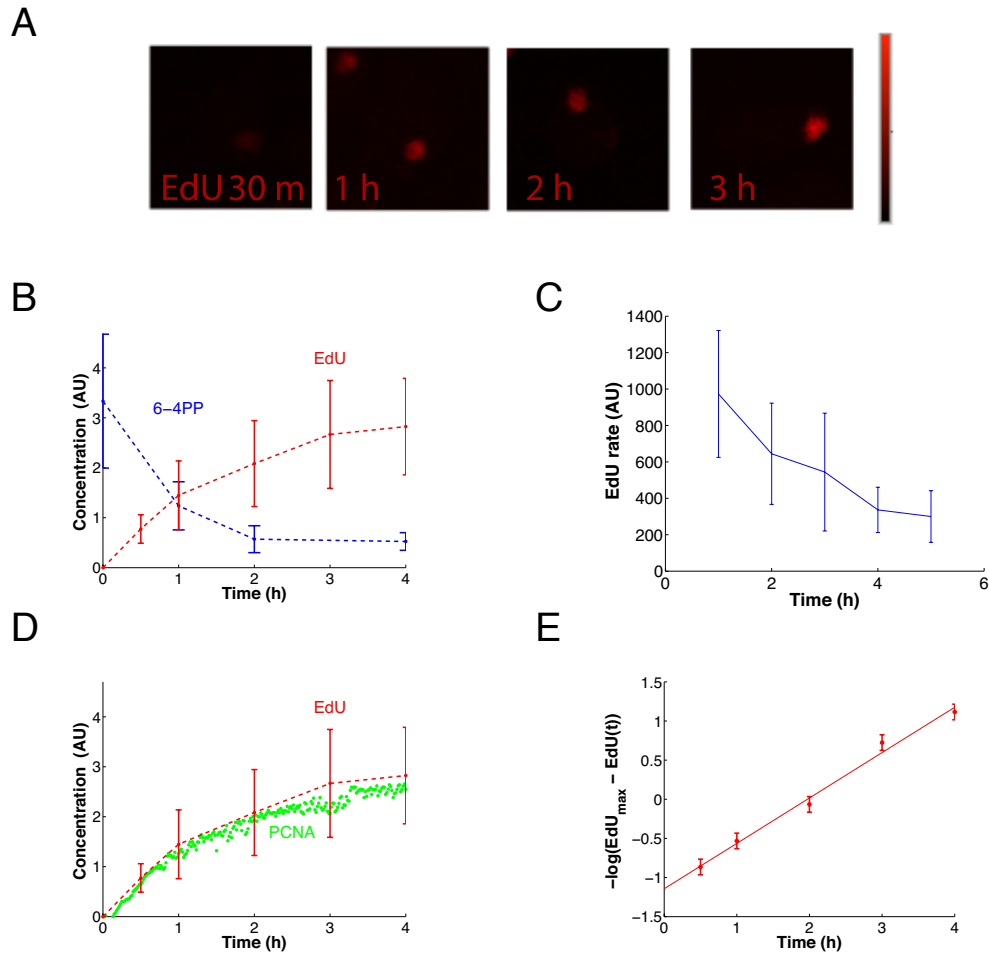 A
EdU 30 m
1 h
2 h
3 h
B
Concentration (AU)
4
3
2
1
0
6−4PP
EdU
0 1 2 3 4
Time (h)
C
EdU rate (AU)
1400
1200
1000
800
600
400
200
0
0 2 4 6
Time (h)
D
Concentration (AU)
4
3
2
1
0
EdU
PCNA
0 1 2 3 4
Time (h)
E
−log(EdUmax − EdU(t))
1.5
1
0.5
0
−0.5
−1
−1.5
0 1 2 3 4
Time (h)